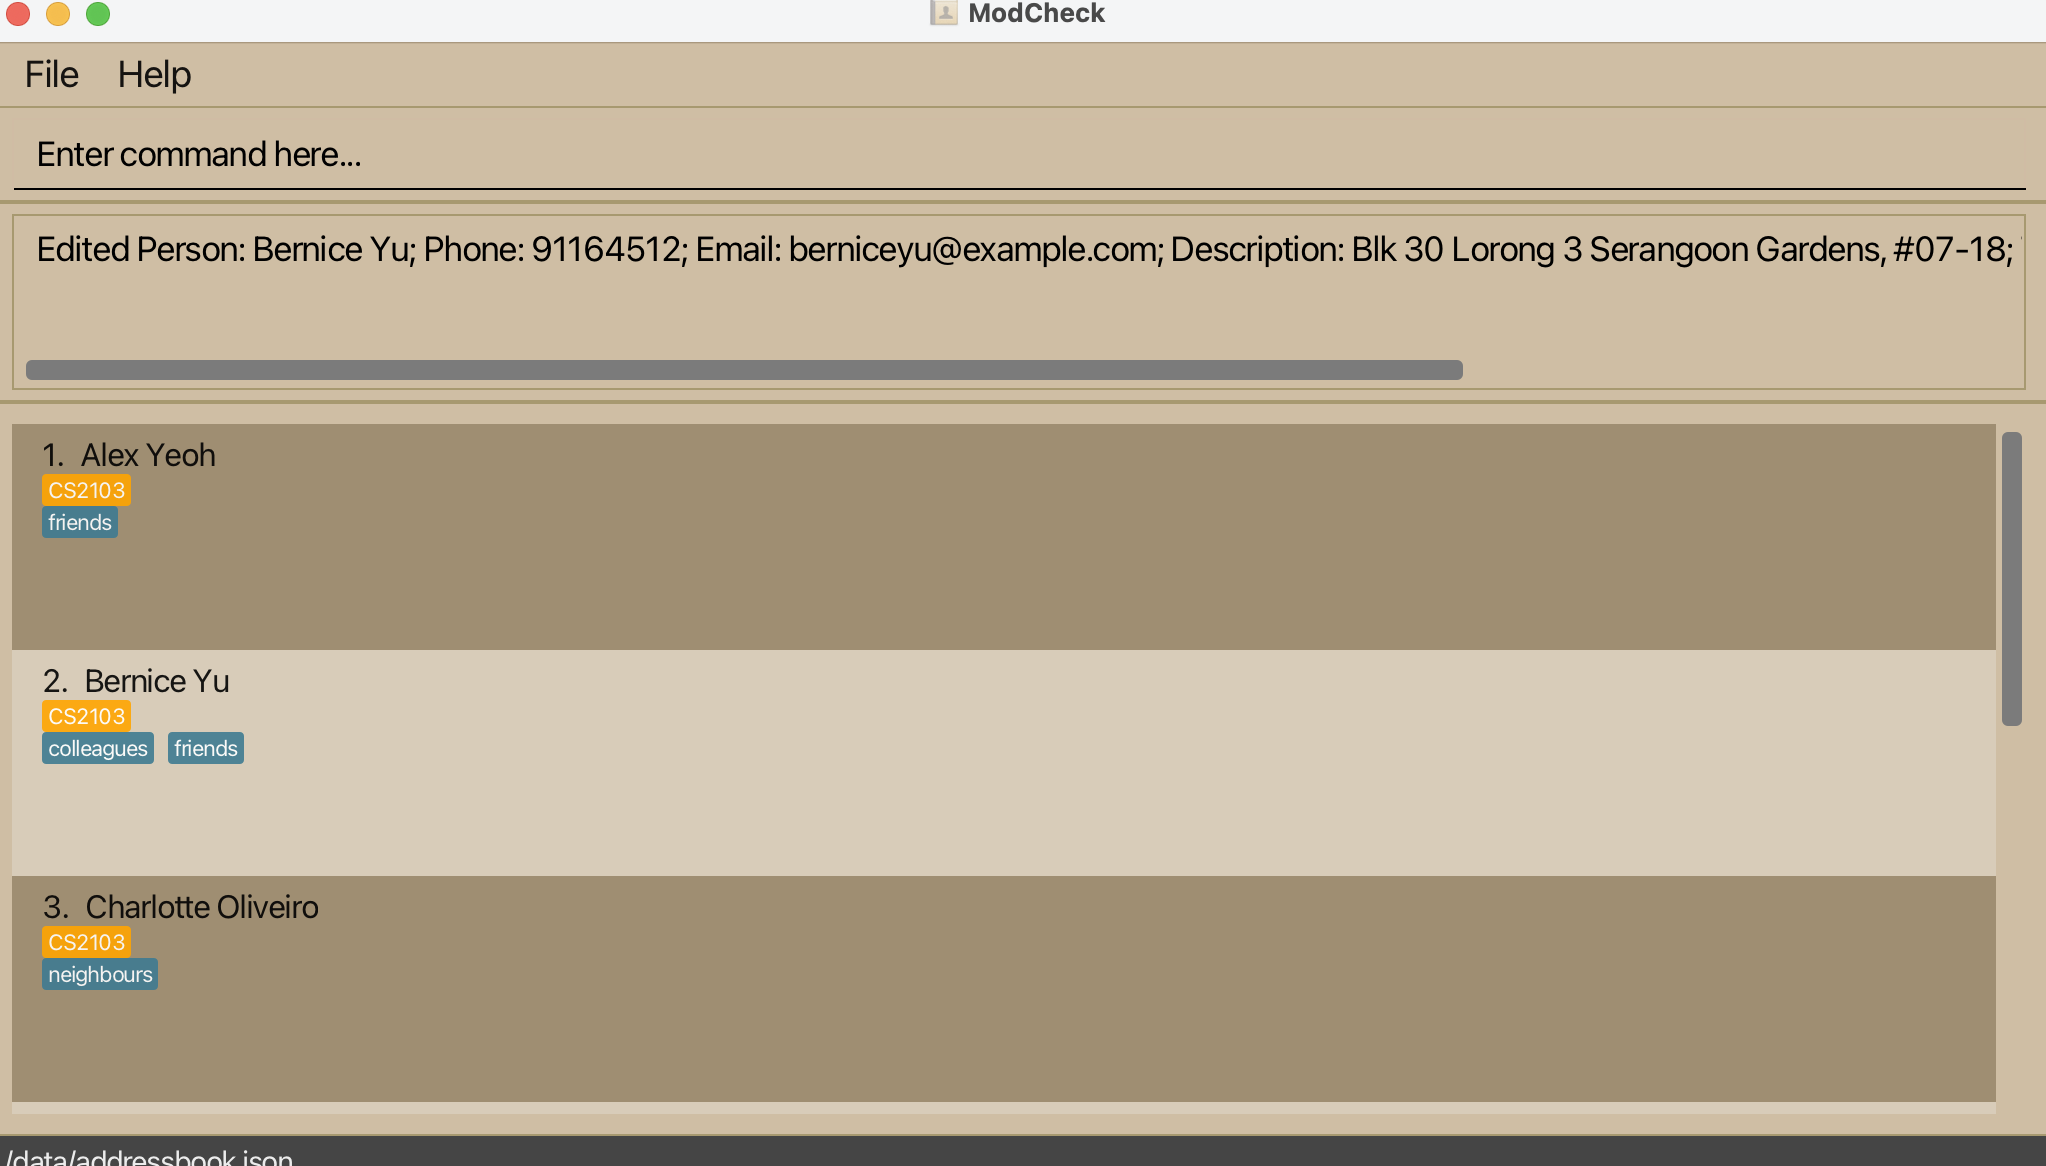 ModCheck
File Help
Enter command here...
Edited Person: Bernice Yu; Phone: 91164512; Email: berniceyu@example.com; Description: Blk 30 Lorong 3 Serangoon Gardens, #07-18;
1. Alex Yeoh
CS2103
friends
2. Bernice Yu
CS2103
colleagues friends
3. Charlotte Oliveiro
CS2103
neighbours
/data/addressbook.json